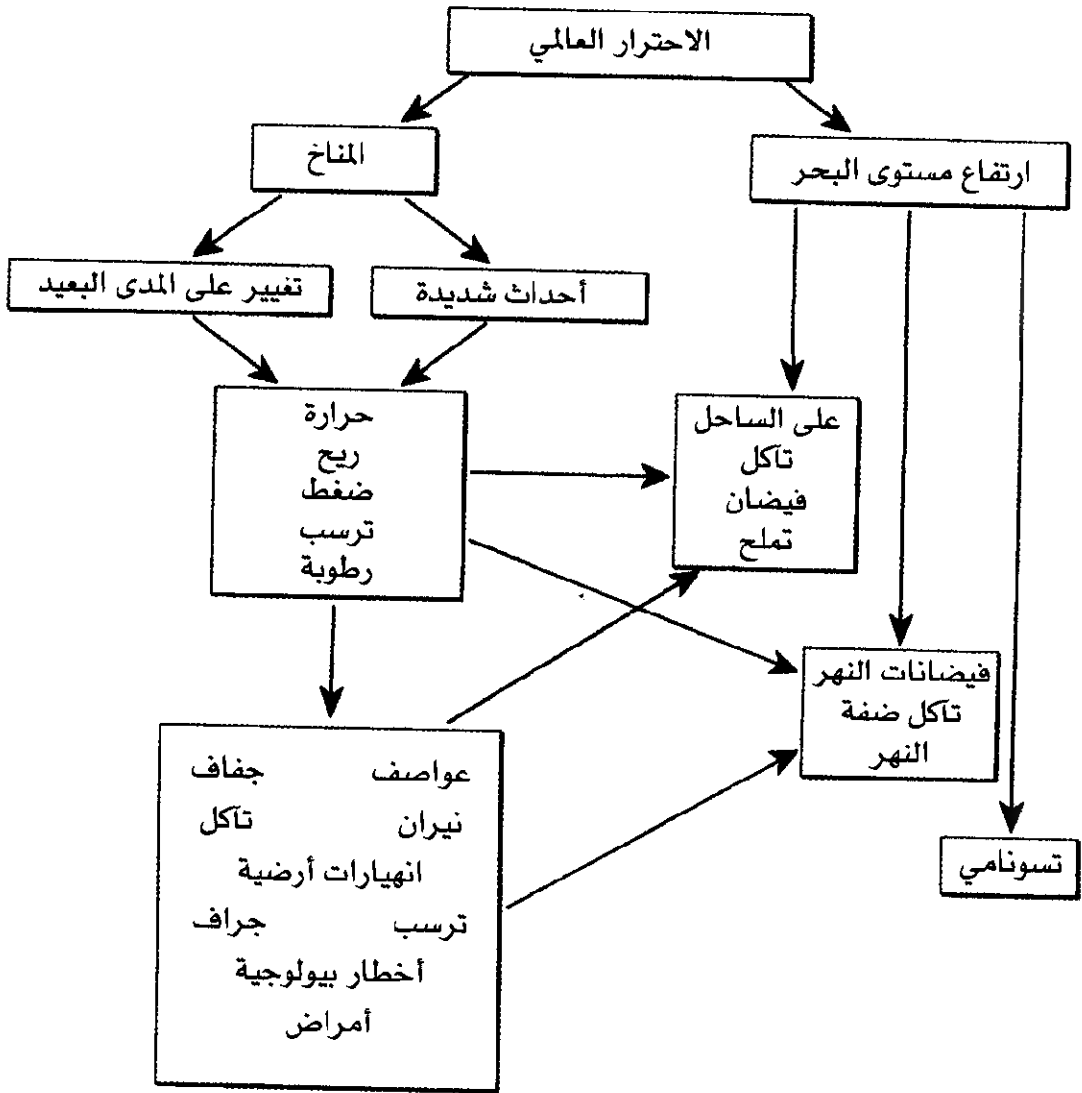 الاحترار العالمي
المناخ
ارتفاع مستوى البحر
أحداث شديدة
تغيير على المدى البعيد
حرارة
ريح
ضغط
ترسب
رطوبة
على الساحل
تآكل
فيضان
تملح
فيضانات النهر
تآكل ضفة
النهر
تسونامي
عواصف جفاف
نيران تآكل
انهيارات أرضية
ترسب جراف
أخطار بيولوجية
أمراض